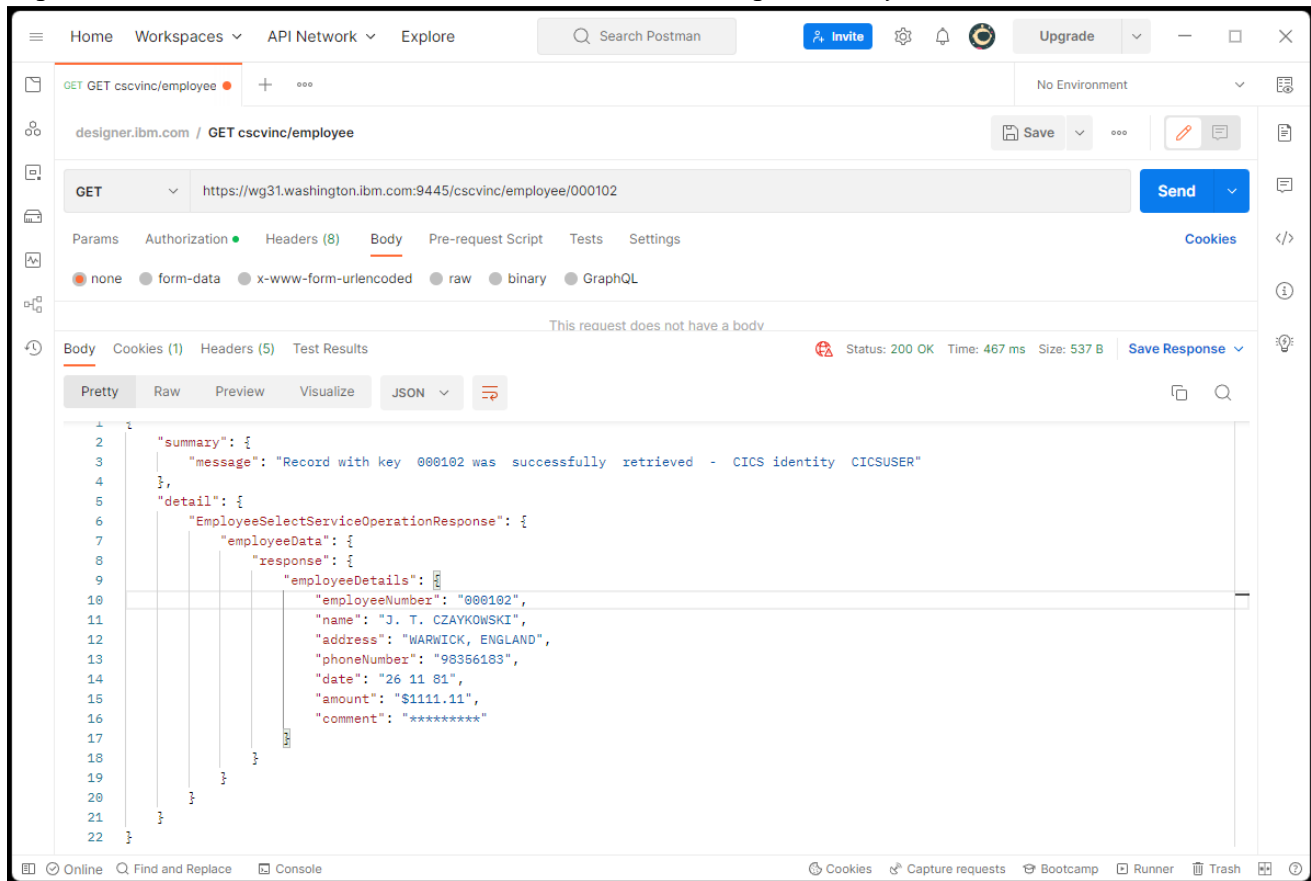 Home Workspaces API Network Explore Search Postman Invite Upgrade
GET GET cscvinc/employee No Environment
designer.ibm.com / GET cscvinc/employee Save
GET https://wg31.washington.ibm.com:9445/cscvinc/employee/000102 Send
Params Authorization Headers (8) Body Pre-request Script Tests Settings Cookies
none form-data x-www-form-urlencoded raw binary GraphQL
This request does not have a body
Body Cookies (1) Headers (5) Test Results Status: 200 OK Time: 467 ms Size: 537 B Save Response
Pretty Raw Preview Visualize JSON
1 {
2 "summary": {
3 "message": "Record with key 000102 was successfully retrieved - CICS identity CICSUSER"
4 },
5 "detail": {
6 "EmployeeSelectServiceOperationResponse": {
7 "employeeData": {
8 "response": {
9 "employeeDetails": {
10 "employeeNumber": "000102",
11 "name": "J. T. CZAYKOWSKI",
12 "address": "WARWICK, ENGLAND",
13 "phoneNumber": "98356183",
14 "date": "26 11 81",
15 "amount": "$1111.11",
16 "comment": "*********"
17 }
18 }
19 }
20 }
21 }
22 }
Online Find and Replace Console Cookies Capture requests Bootcamp Runner Trash